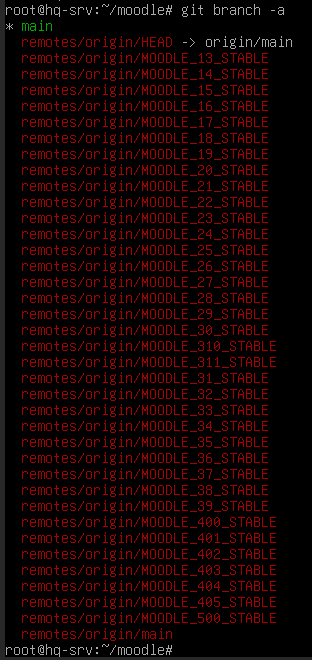 root@hq-srv:~/moodle# git branch -a
* main
  remotes/origin/HEAD -> origin/main
  remotes/origin/MOODLE_13_STABLE
  remotes/origin/MOODLE_14_STABLE
  remotes/origin/MOODLE_15_STABLE
  remotes/origin/MOODLE_16_STABLE
  remotes/origin/MOODLE_17_STABLE
  remotes/origin/MOODLE_18_STABLE
  remotes/origin/MOODLE_19_STABLE
  remotes/origin/MOODLE_20_STABLE
  remotes/origin/MOODLE_21_STABLE
  remotes/origin/MOODLE_22_STABLE
  remotes/origin/MOODLE_23_STABLE
  remotes/origin/MOODLE_24_STABLE
  remotes/origin/MOODLE_25_STABLE
  remotes/origin/MOODLE_26_STABLE
  remotes/origin/MOODLE_27_STABLE
  remotes/origin/MOODLE_28_STABLE
  remotes/origin/MOODLE_29_STABLE
  remotes/origin/MOODLE_30_STABLE
  remotes/origin/MOODLE_310_STABLE
  remotes/origin/MOODLE_311_STABLE
  remotes/origin/MOODLE_31_STABLE
  remotes/origin/MOODLE_32_STABLE
  remotes/origin/MOODLE_33_STABLE
  remotes/origin/MOODLE_34_STABLE
  remotes/origin/MOODLE_35_STABLE
  remotes/origin/MOODLE_36_STABLE
  remotes/origin/MOODLE_37_STABLE
  remotes/origin/MOODLE_38_STABLE
  remotes/origin/MOODLE_39_STABLE
  remotes/origin/MOODLE_400_STABLE
  remotes/origin/MOODLE_401_STABLE
  remotes/origin/MOODLE_402_STABLE
  remotes/origin/MOODLE_403_STABLE
  remotes/origin/MOODLE_404_STABLE
  remotes/origin/MOODLE_405_STABLE
  remotes/origin/MOODLE_500_STABLE
  remotes/origin/main
root@hq-srv:~/moodle#